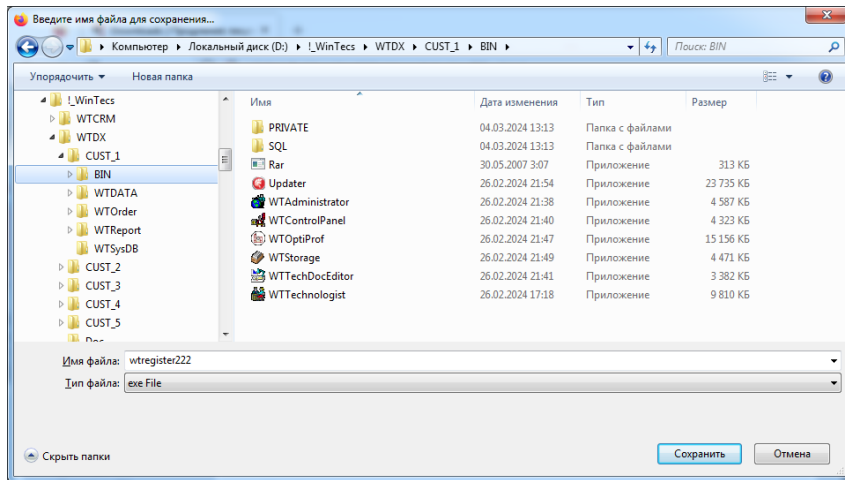 Введите имя файла для сохранения...
Компьютер ▸ Локальный диск (D:) ▸ !_WinTecs ▸ WTDX ▸ CUST_1 ▸ BIN ▸
Поиск: BIN
Упорядочить
Новая папка
!_WinTecs
WTCRM
WTDX
CUST_1
BIN
WTDATA
WTOrder
WTReport
WTSysDB
CUST_2
CUST_3
CUST_4
CUST_5
Doc
Имя Дата изменения Тип Размер
PRIVATE 04.03.2024 13:13 Папка с файлами
SQL 04.03.2024 13:13 Папка с файлами
Rar 30.05.2007 3:07 Приложение 313 КБ
Updater 26.02.2024 21:54 Приложение 23 735 КБ
WTAdministrator 26.02.2024 21:38 Приложение 4 587 КБ
WTControlPanel 26.02.2024 21:40 Приложение 4 323 КБ
WTOptiProf 26.02.2024 21:47 Приложение 15 156 КБ
WTStorage 26.02.2024 21:49 Приложение 4 471 КБ
WTTechDocEditor 26.02.2024 21:41 Приложение 3 382 КБ
WTTechnologist 26.02.2024 17:18 Приложение 9 810 КБ
Имя файла: wtregister222
Тип файла: exe File
Скрыть папки
Сохранить
Отмена